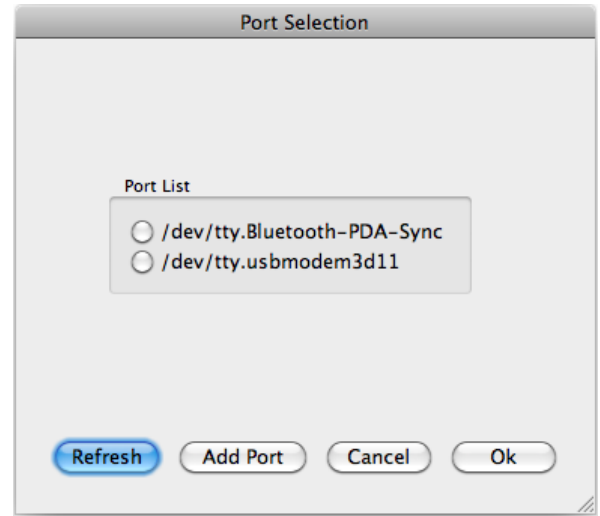 Port Selection
Port List
/dev/tty.Bluetooth-PDA-Sync
/dev/tty.usbmodem3d11
Refresh Add Port Cancel Ok